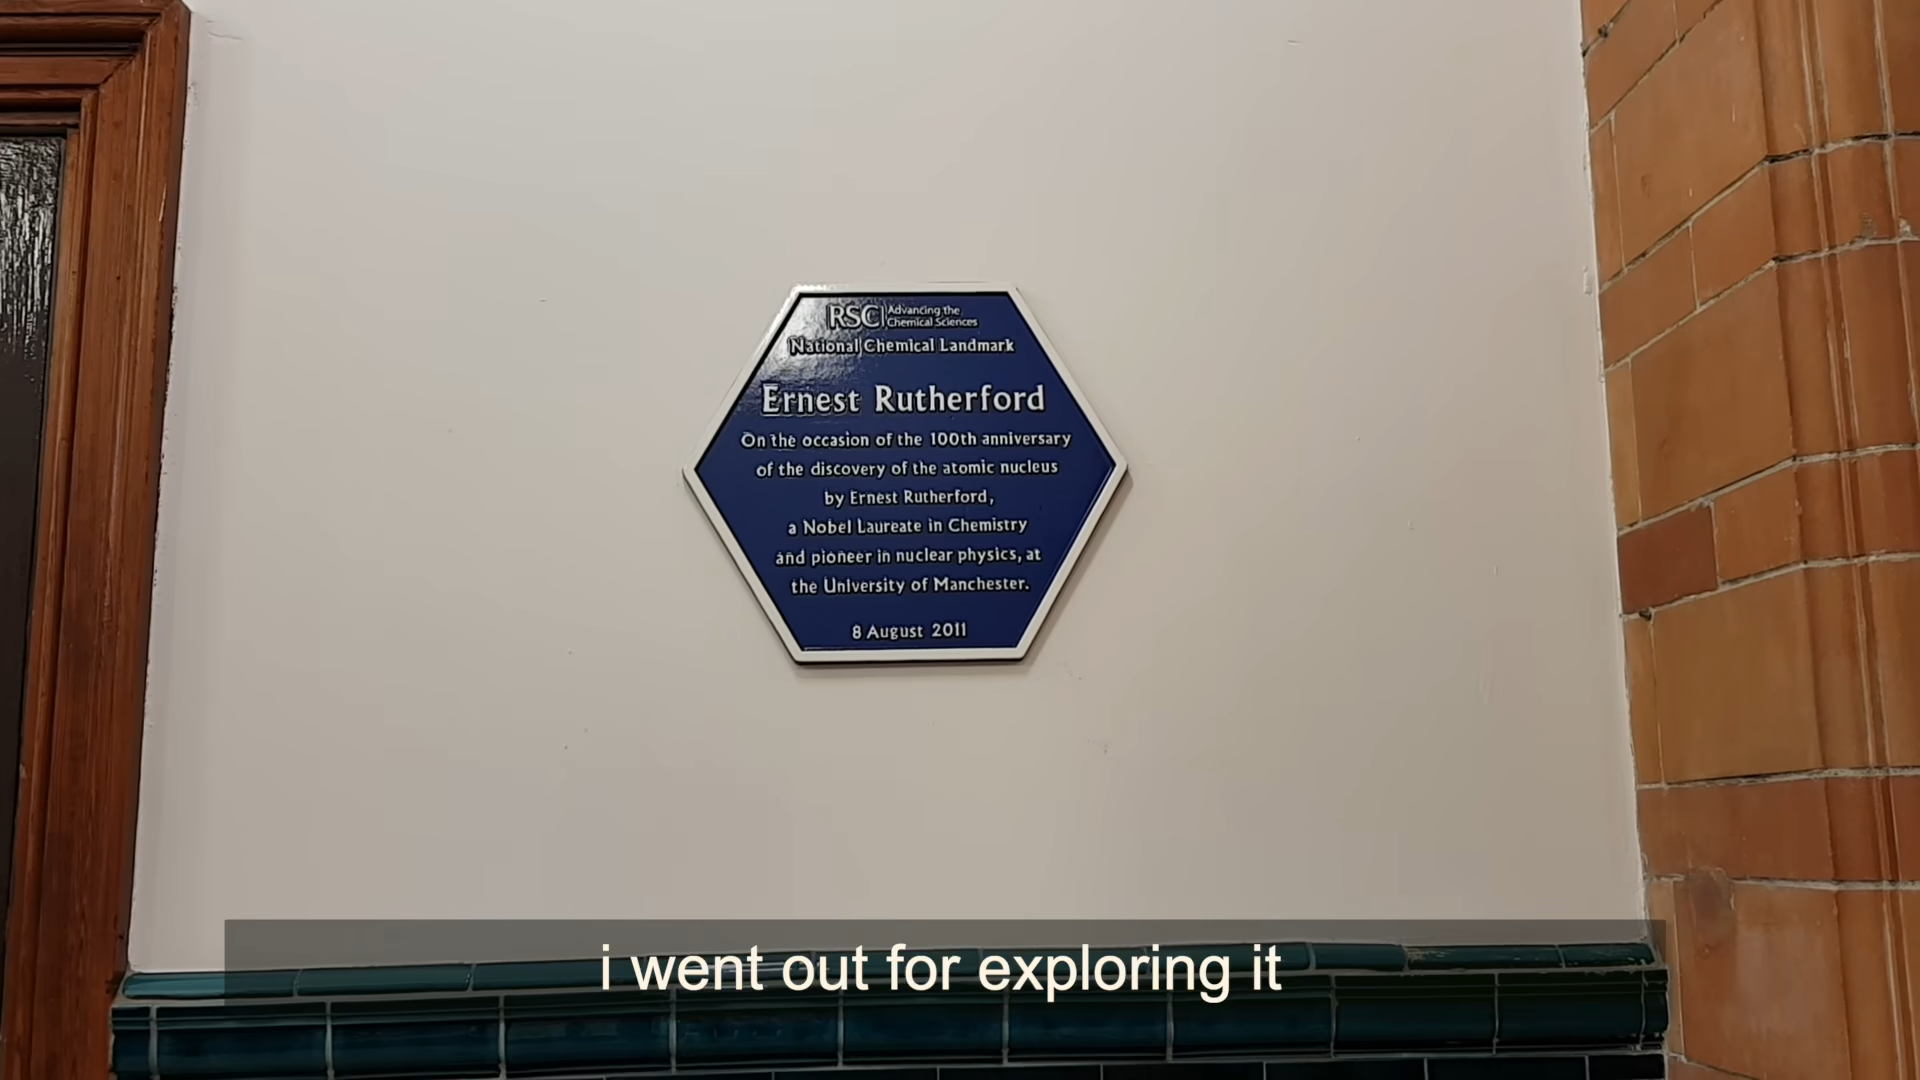 RSC Advancing the
Chemical Sciences
National Chemical Landmark
Ernest Rutherford
On the occasion of the 100th anniversary
of the discovery of the atomic nucleus
by Ernest Rutherford,
a Nobel Laureate in Chemistry
and pioneer in nuclear physics, at
the University of Manchester.
8 August 2011
i went out for exploring it